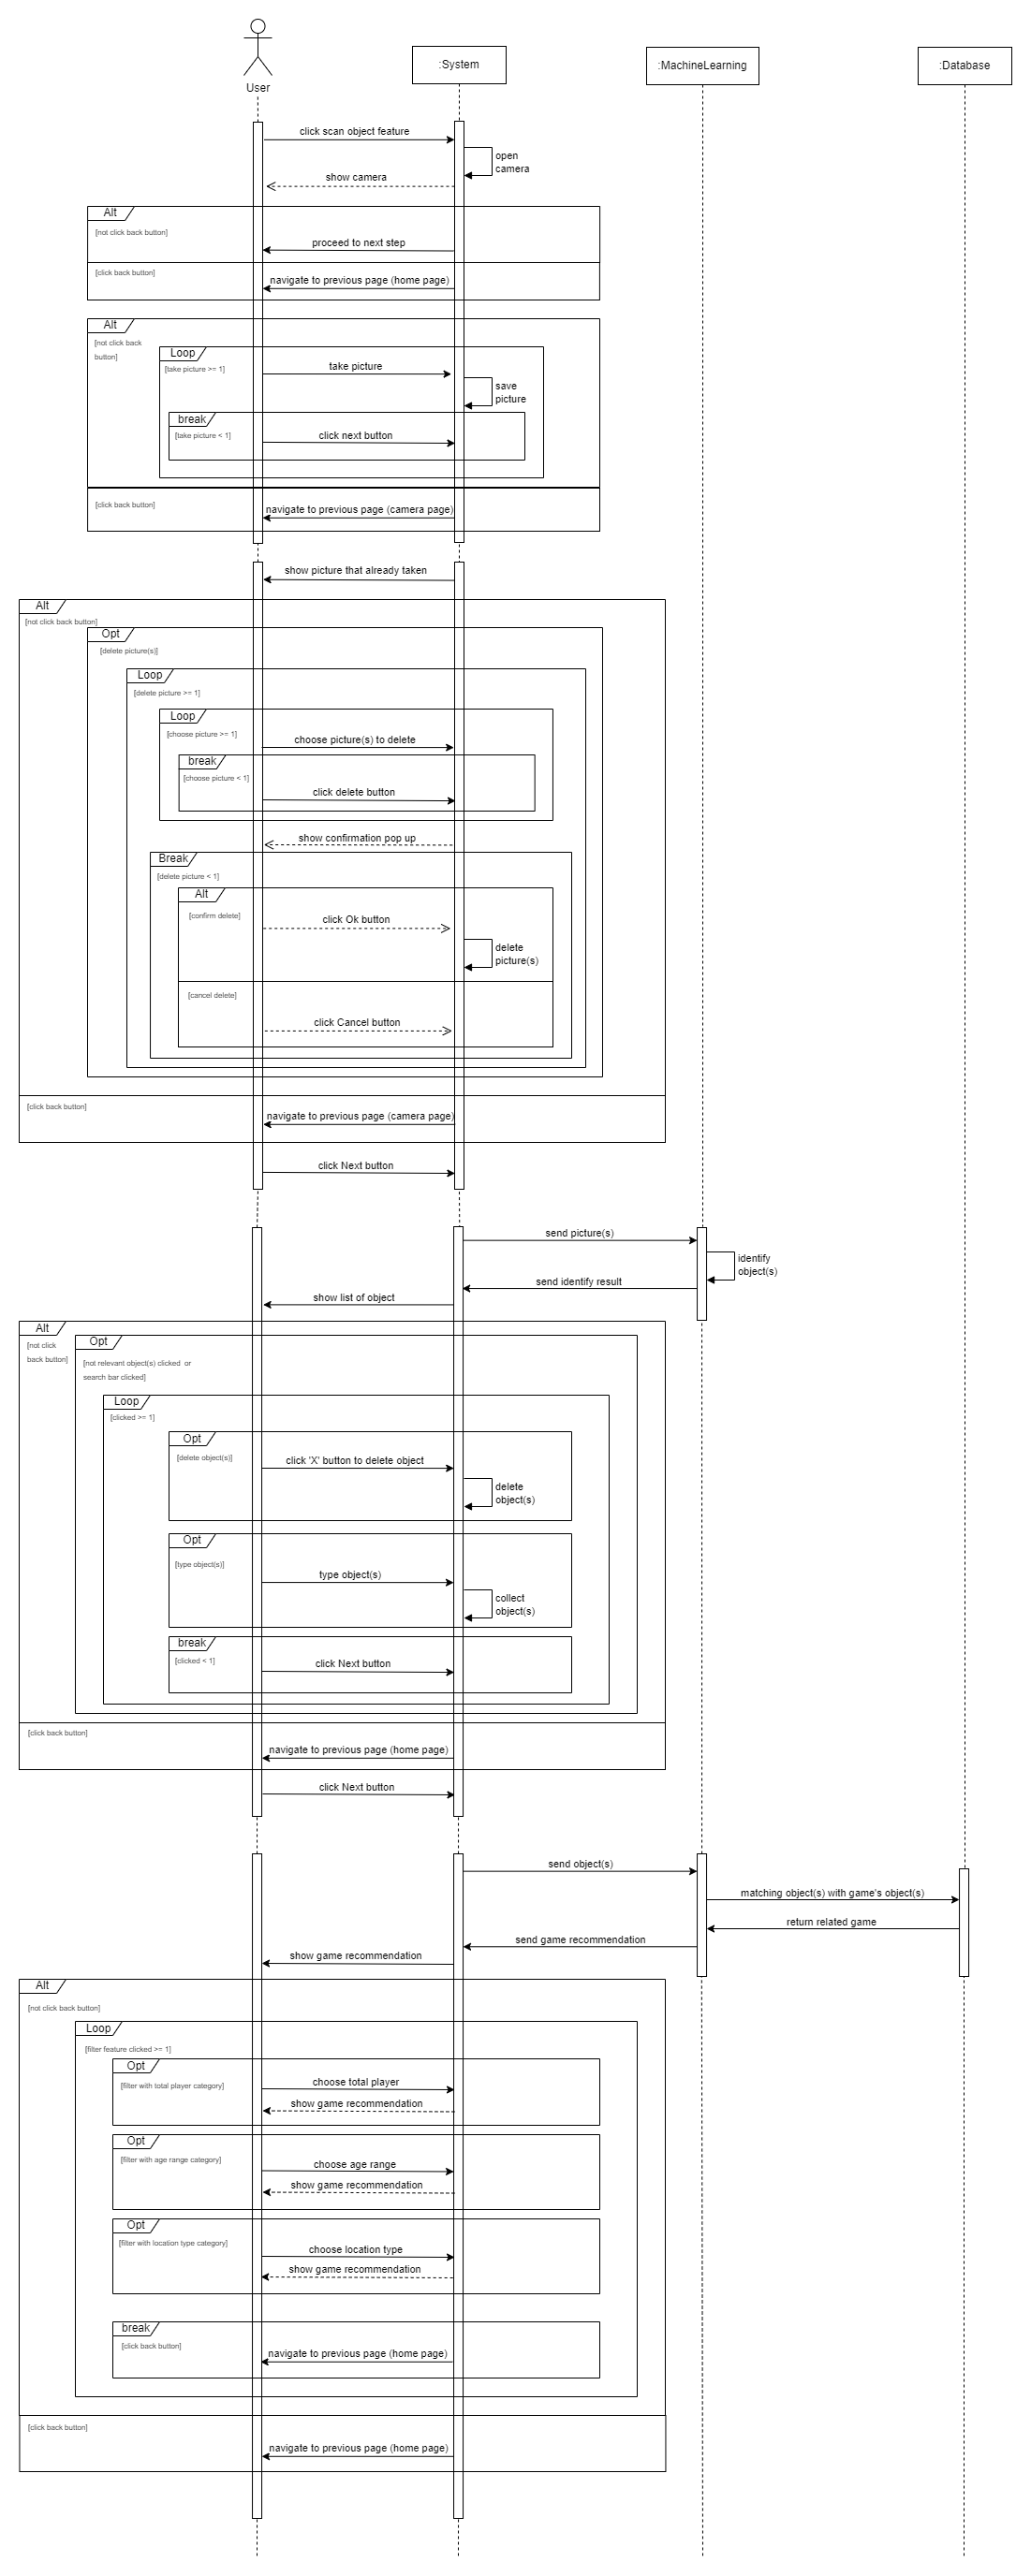 :System
:MachineLearning
:Database
User
click scan object feature
open
camera
show camera
Alt
[not click back button]
proceed to next step
[click back button]
navigate to previous page (home page)
Alt
[not click back
button]
Loop
[take picture >= 1]
take picture
save
picture
break
[take picture < 1]
click next button
[click back button]
navigate to previous page (camera page)
show picture that already taken
Alt
[not click back button]
Opt
[delete picture(s)]
Loop
[delete picture >= 1]
Loop
[choose picture >= 1]
choose picture(s) to delete
break
[choose picture < 1]
click delete button
show confirmation pop up
Break
[delete picture < 1]
Alt
[confirm delete]
click Ok button
delete
picture(s)
[cancel delete]
click Cancel button
[click back button]
navigate to previous page (camera page)
click Next button
send picture(s)
identify
object(s)
send identify result
show list of object
Alt
[not click
back button]
Opt
[not relevant object(s) clicked or
search bar clicked]
Loop
[clicked >= 1]
Opt
[delete object(s)]
click 'X' button to delete object
delete
object(s)
Opt
[type object(s)]
type object(s)
collect
object(s)
break
[clicked < 1]
click Next button
[click back button]
navigate to previous page (home page)
click Next button
send object(s)
matching object(s) with game's object(s)
return related game
send game recommendation
show game recommendation
Alt
[not click back button]
Loop
[filter feature clicked >= 1]
Opt
[filter with total player category]
choose total player
show game recommendation
Opt
[filter with age range category]
choose age range
show game recommendation
Opt
[filter with location type category]
choose location type
show game recommendation
break
[click back button]
navigate to previous page (home page)
[click back button]
navigate to previous page (home page)